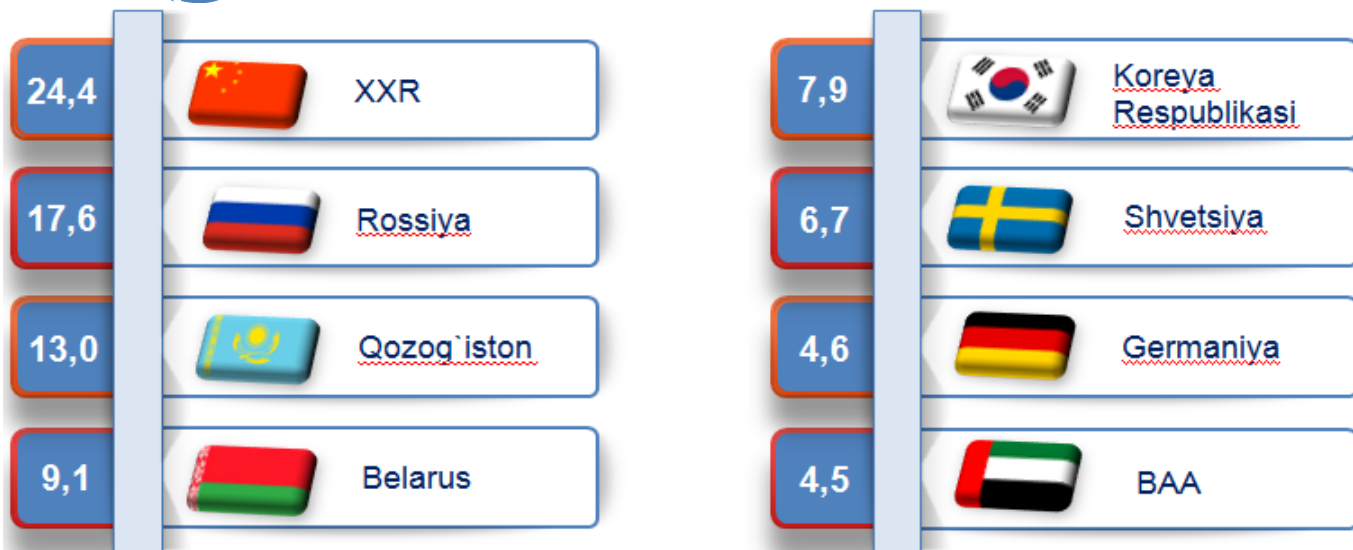 24,4 XXR
17,6 Rossiya
13,0 Qozog`iston
9,1 Belarus
7,9 Koreya
Respublikasi
6,7 Shvetsiya
4,6 Germaniya
4,5 BAA